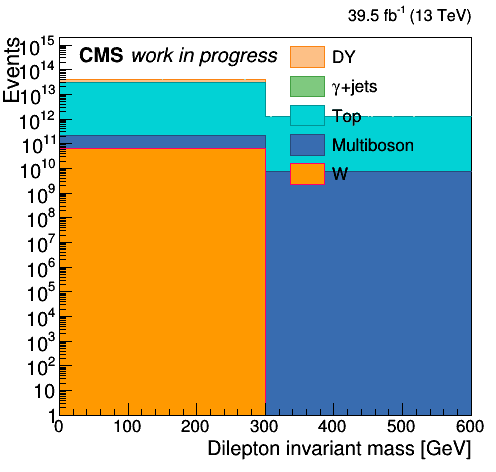 39.5 fb⁻¹ (13 TeV)
Events
CMS work in progress
DY
γ+jets
Top
Multiboson
W
10¹⁵
10¹⁴
10¹³
10¹²
10¹¹
10¹⁰
10⁹
10⁸
10⁷
10⁶
10⁵
10⁴
10³
10²
10
1
0 100 200 300 400 500 600
Dilepton invariant mass [GeV]